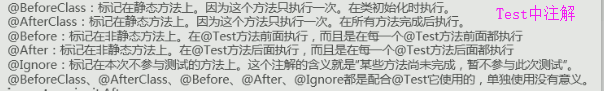 @BeforeClass：标记在静态方法上。因为这个方法只执行一次。在类初始化时执行。
Test中注解
@AfterClass：标记在静态方法上。因为这个方法只执行一次。在所有方法完成后执行。
@Before：标记在非静态方法上。在@Test方法前面执行，而且是在每一个@Test方法前面都执行
@After：标记在非静态方法上。在@Test方法后面执行，而且是在每一个@Test方法后面都执行
@Ignore：标记在本次不参与测试的方法上。这个注解的含义就是“某些方法尚未完成，暂不参与此次测试”。
@BeforeClass、@AfterClass、@Before、@After、@Ignore都是配合@Test它使用的，单独使用没有意义。